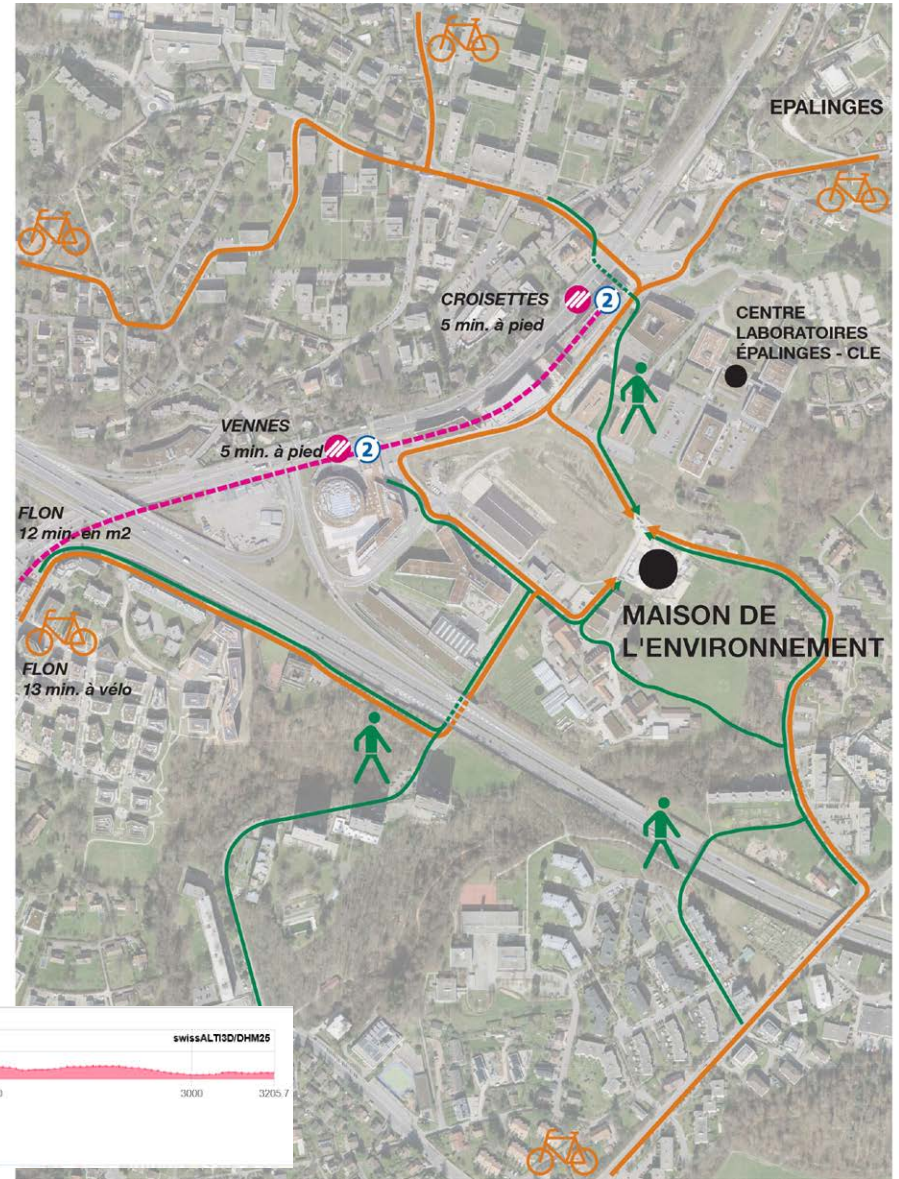 EPALINGES
CROISETTES
5 min. à pied
2
CENTRE
LABORATOIRES
ÉPALINGES - CLE
VENNES
5 min. à pied
2
FLON
12 min. en m2
MAISON DE
L'ENVIRONNEMENT
FLON
13 min. à vélo
swissALTI3D/DHM25
3000
3205.7